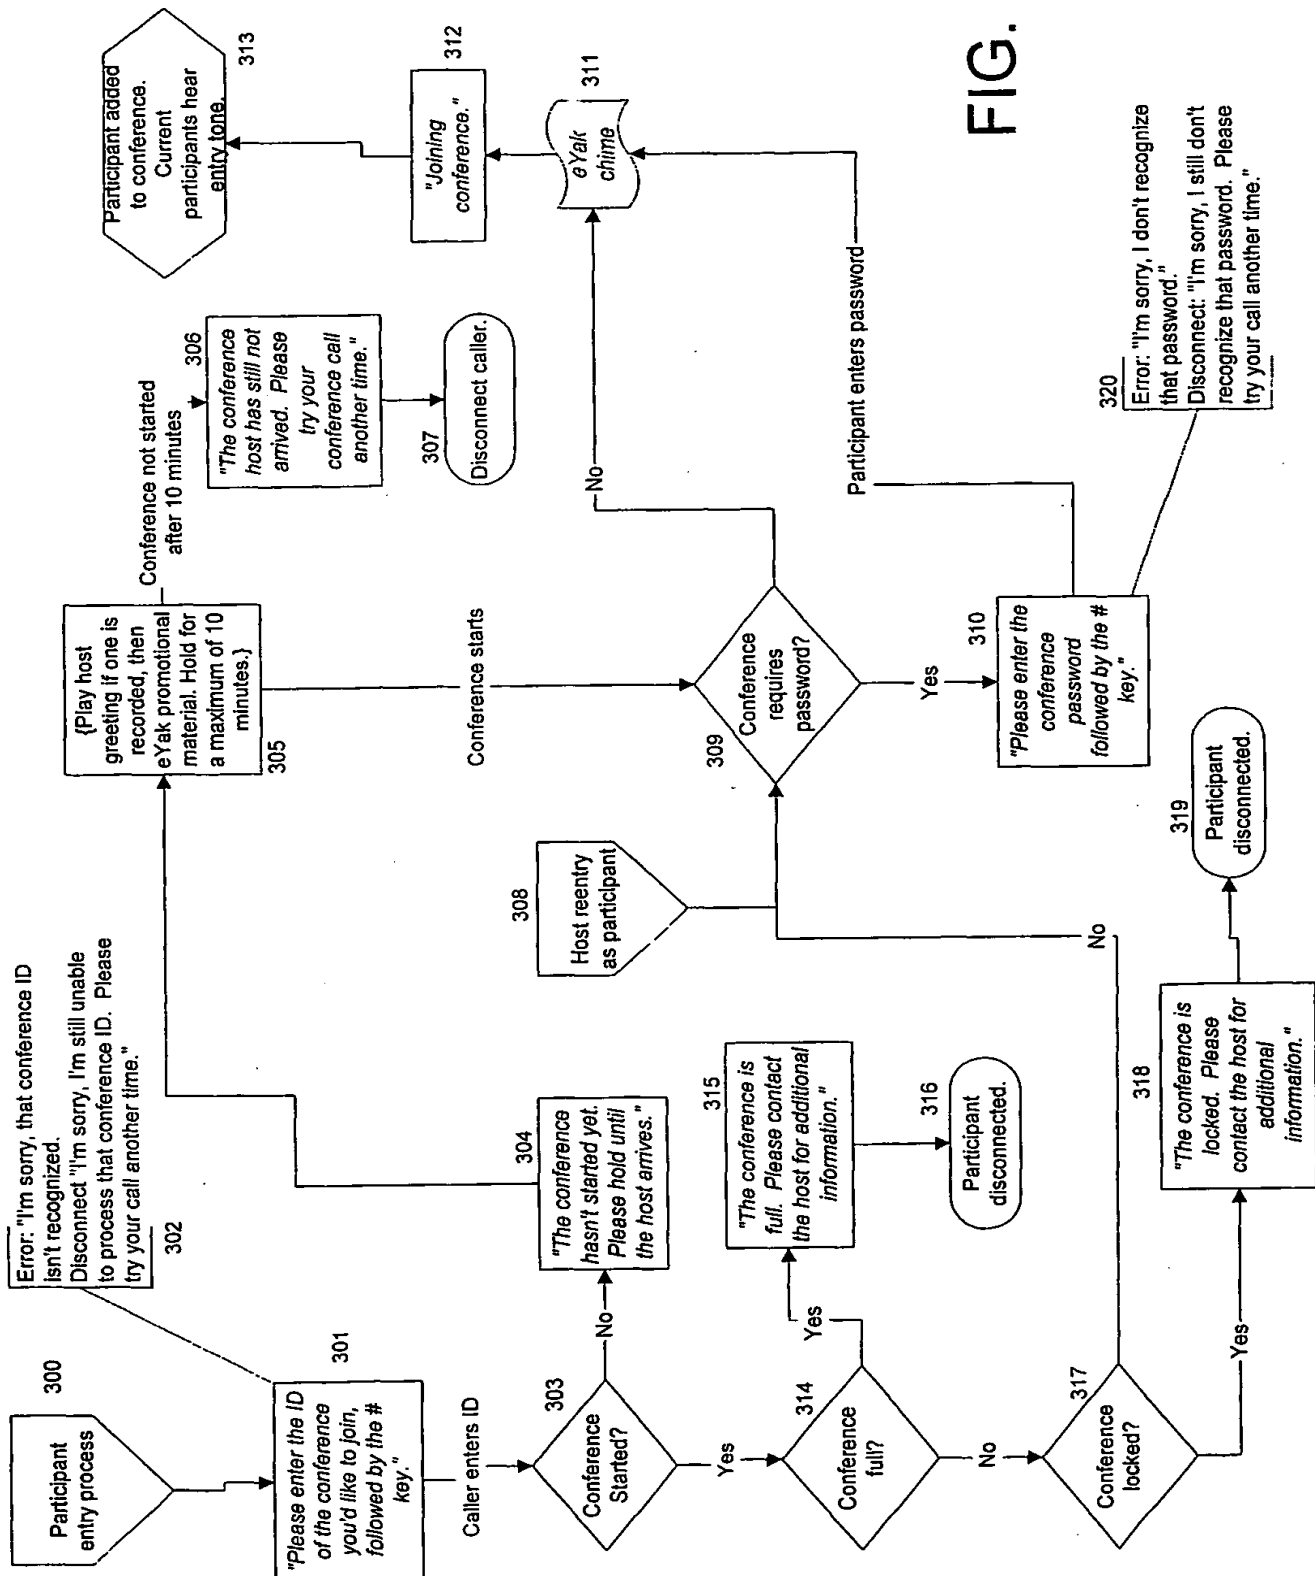 300
Participant
entry process
301
"Please enter the ID
of the conference
you'd like to join,
followed by the #
key."
Error: "I'm sorry, that conference ID
isn't recognized.
Disconnect "I'm sorry, I'm still unable
to process that conference ID. Please
try your call another time."
302
Caller enters ID
303
Conference
Started?
No
304
"The conference
hasn't started yet.
Please hold until
the host arrives."
{Play host
greeting if one is
recorded, then
eYak promotional
material. Hold for
a maximum of 10
minutes.}
305
Conference not started
after 10 minutes
306
"The conference
host has still not
arrived. Please
try your
conference call
another time."
307
Disconnect caller.
Conference starts
308
Host reentry
as participant
309
Conference
requires
password?
No
Yes
310
"Please enter the
conference
password
followed by the #
key."
Participant enters password
311
eYak
chime
312
"Joining
conference."
313
Participant added
to conference.
Current
participants hear
entry tone.
Yes
314
Conference
full?
Yes
315
"The conference is
full. Please contact
the host for additional
information."
316
Participant
disconnected.
No
317
Conference
locked?
No
Yes
318
"The conference is
locked. Please
contact the host for
additional
information."
319
Participant
disconnected.
320
Error: "I'm sorry, I don't recognize
that password."
Disconnect: "I'm sorry, I still don't
recognize that password. Please
try your call another time."
FIG.